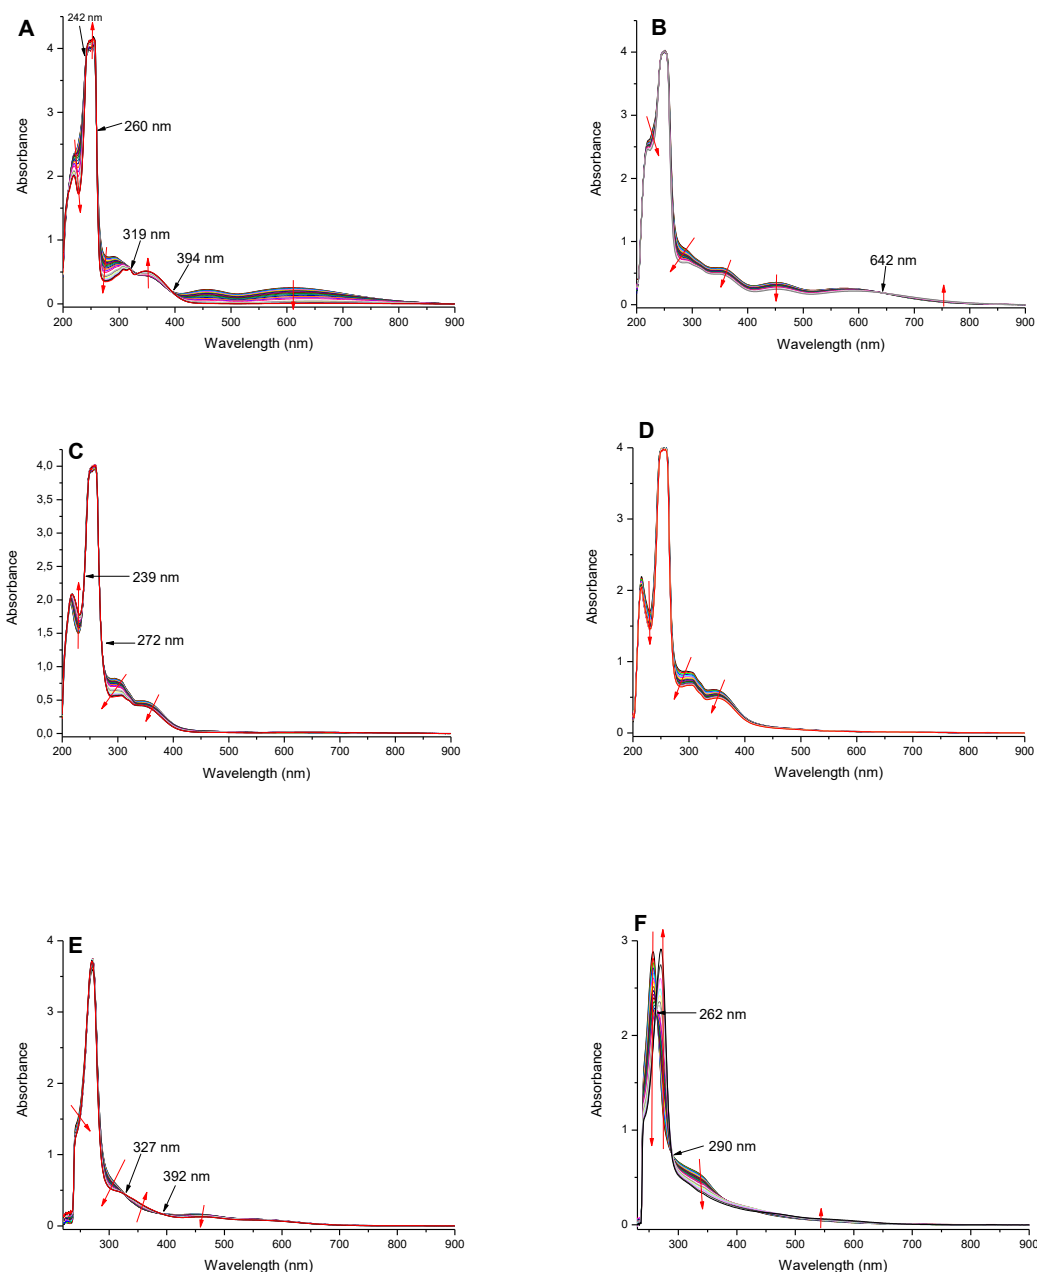 A
242 nm
260 nm
319 nm
394 nm
Absorbance
4
3
2
1
0
200 300 400 500 600 700 800 900
Wavelength (nm)
B
642 nm
Absorbance
4
3
2
1
0
200 300 400 500 600 700 800 900
Wavelength (nm)
C
239 nm
272 nm
Absorbance
4,0
3,5
3,0
2,5
2,0
1,5
1,0
0,5
0,0
200 300 400 500 600 700 800 900
Wavelength (nm)
D
Absorbance
4
3
2
1
0
200 300 400 500 600 700 800 900
Wavelength (nm)
E
327 nm
392 nm
Absorbance
4
3
2
1
0
300 400 500 600 700 800 900
Wavelength (nm)
F
262 nm
290 nm
Absorbance
3
2
1
0
300 400 500 600 700 800 900
Wavelength (nm)